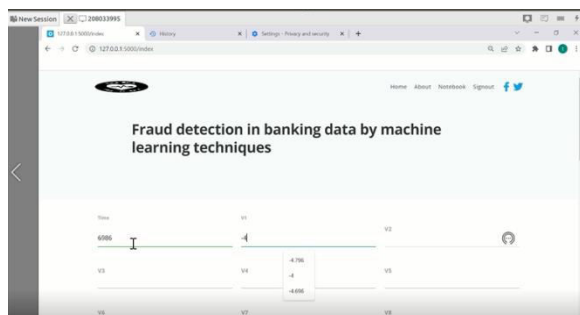 New Session 208033995
127.0.0.1:5000/index History Settings - Privacy and security
127.0.0.1:5000/index
Home About Notebook Signout
Fraud detection in banking data by machine
learning techniques
Time V1
V2
6986 -4
-4.796
V3 V4 V5
-4
-4.696
V6 V7 V8